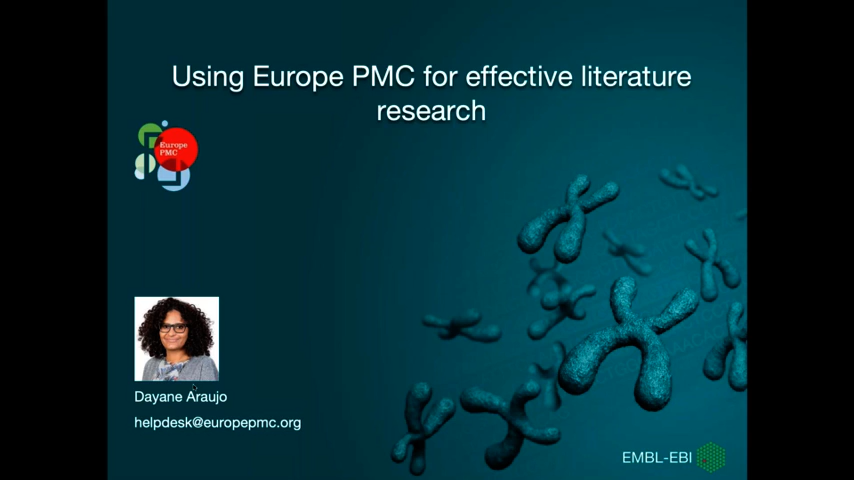 Using Europe PMC for effective literature
research
Europe
PMC
Dayane Araujo
helpdesk@europepmc.org
EMBL-EBI